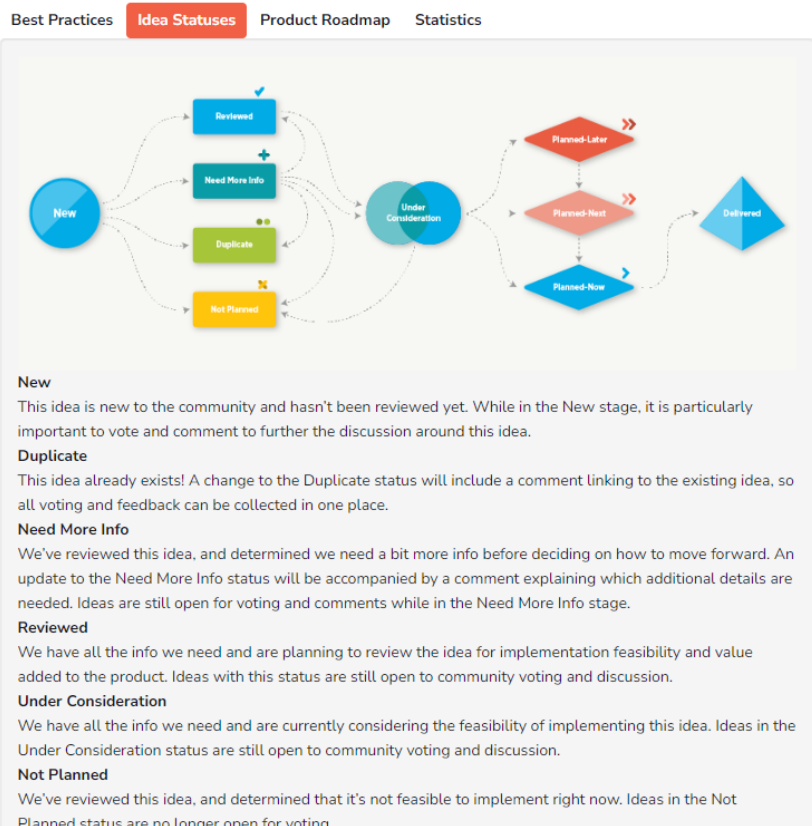 Best Practices Idea Statuses Product Roadmap Statistics
Reviewed
Planned-Later
Need More Info
New
Under
Consideration
Planned-Next
Delivered
Duplicate
Planned-Now
Not Planned
New
This idea is new to the community and hasn't been reviewed yet. While in the New stage, it is particularly
important to vote and comment to further the discussion around this idea.
Duplicate
This idea already exists! A change to the Duplicate status will include a comment linking to the existing idea, so
all voting and feedback can be collected in one place.
Need More Info
We've reviewed this idea, and determined we need a bit more info before deciding on how to move forward. An
update to the Need More Info status will be accompanied by a comment explaining which additional details are
needed. Ideas are still open for voting and comments while in the Need More Info stage.
Reviewed
We have all the info we need and are planning to review the idea for implementation feasibility and value
added to the product. Ideas with this status are still open to community voting and discussion.
Under Consideration
We have all the info we need and are currently considering the feasibility of implementing this idea. Ideas in the
Under Consideration status are still open to community voting and discussion.
Not Planned
We've reviewed this idea, and determined that it's not feasible to implement right now. Ideas in the Not
Planned status are no longer open for voting